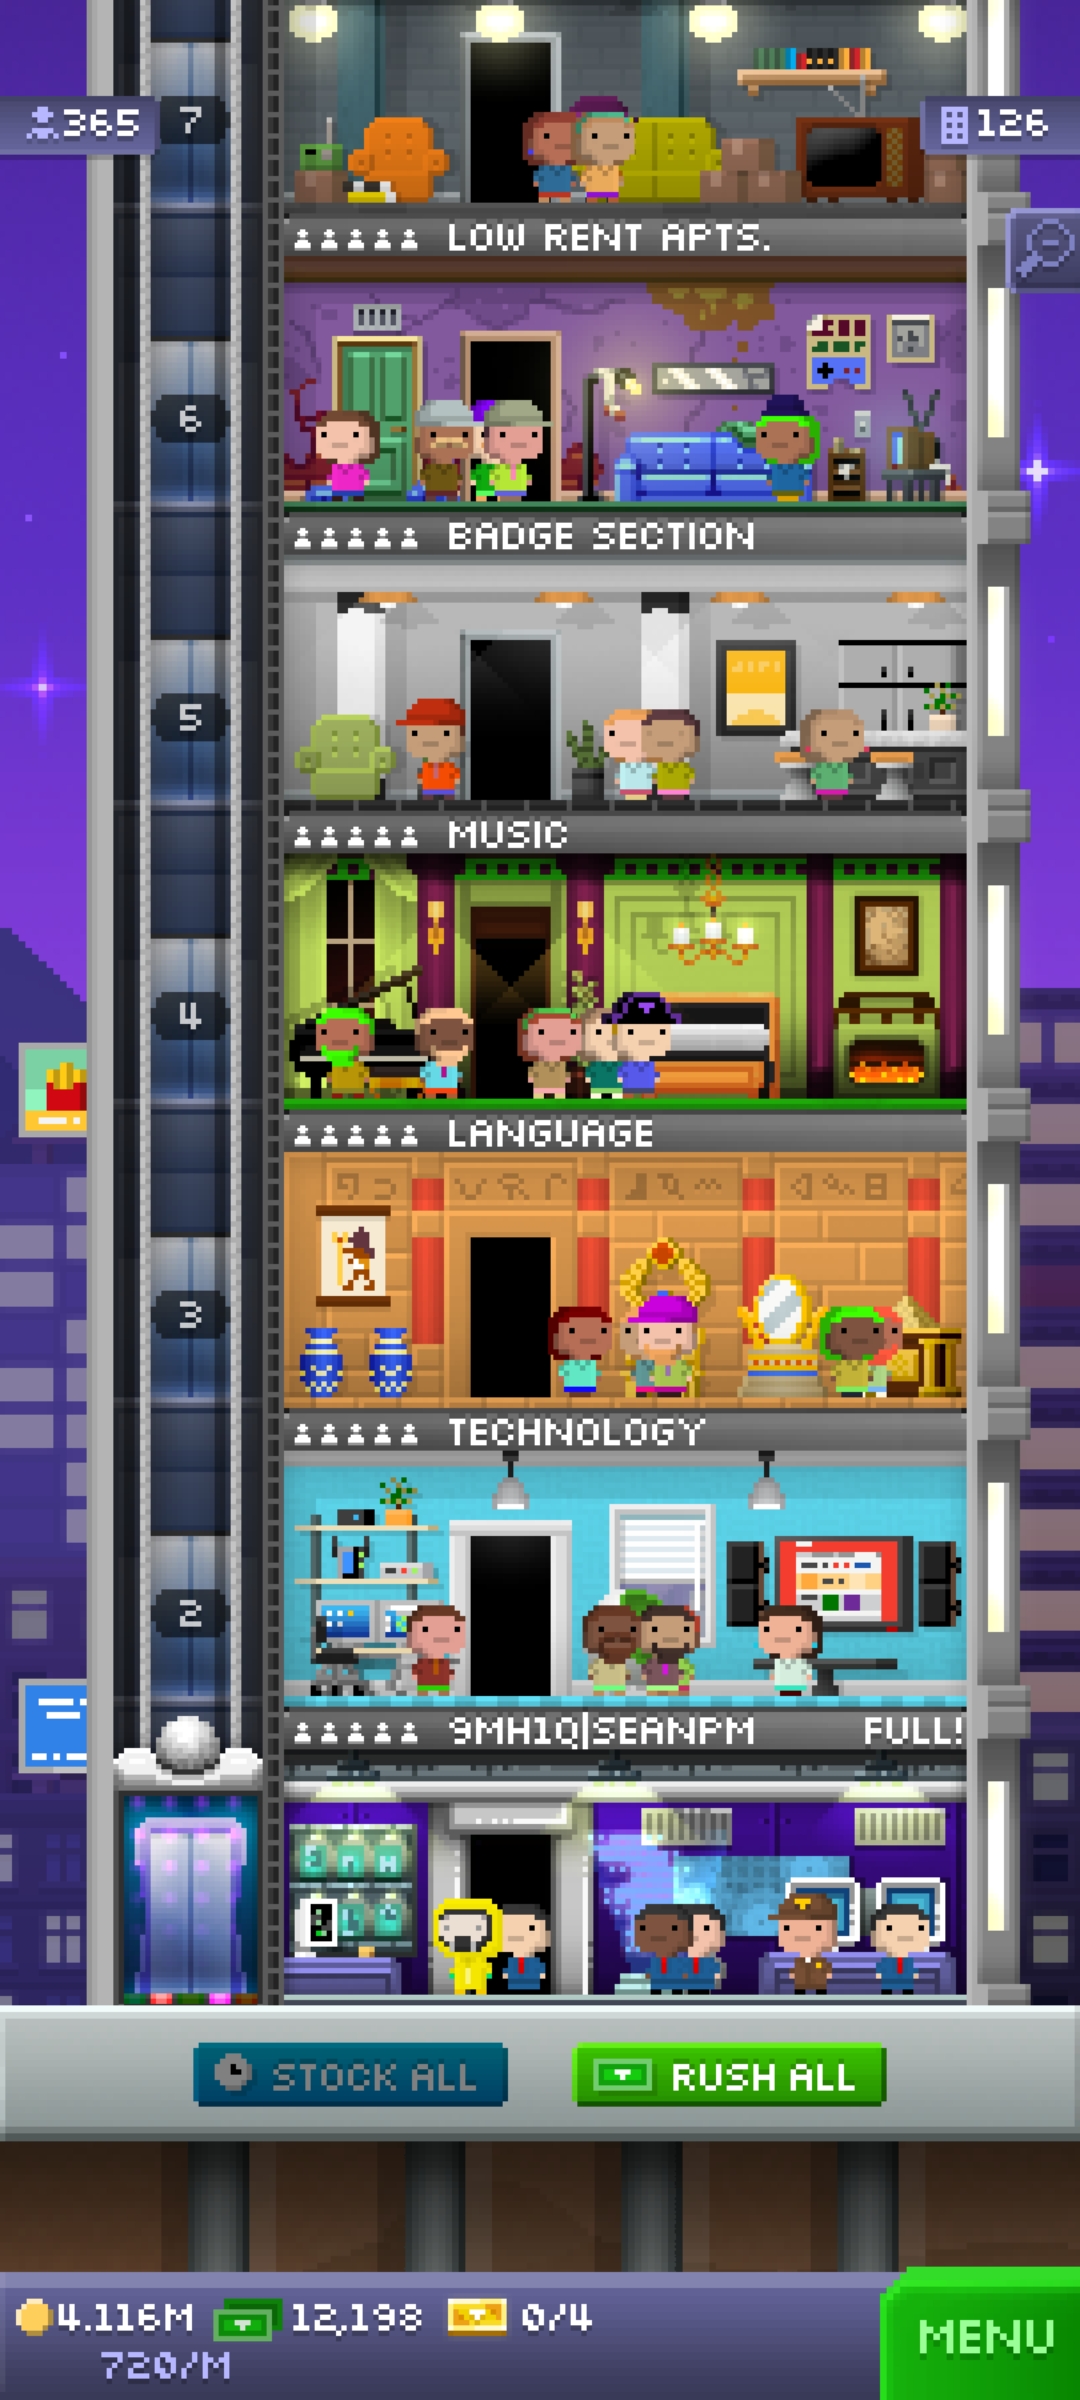 365
7
126
LOW RENT APTS.
6
BADGE SECTION
5
MUSIC
4
LANGUAGE
3
TECHNOLOGY
2
9MH1Q|SEANPM FULL!
STOCK ALL
RUSH ALL
4.116M 12,198 0/4
720/M
MENU